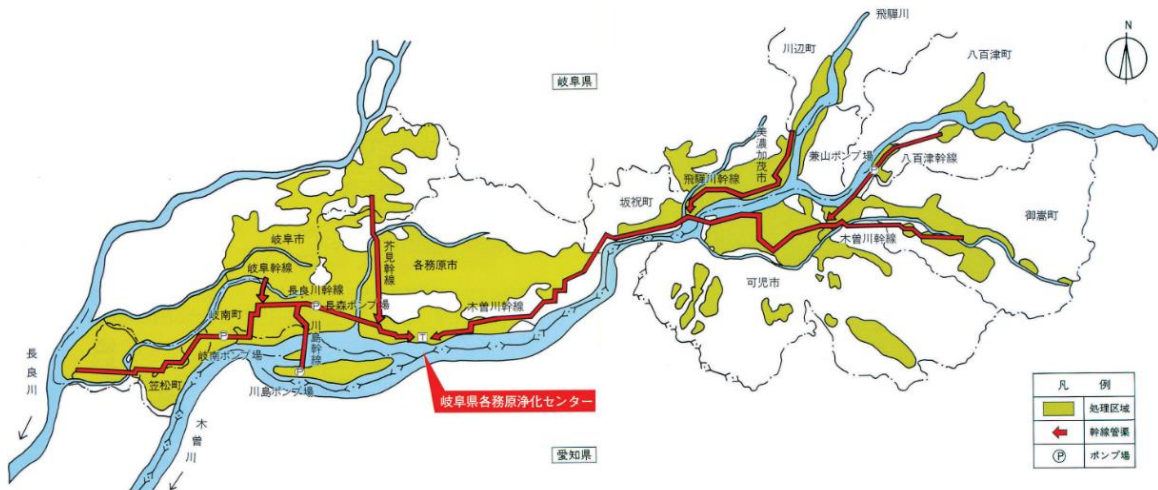 飛騨川
川辺町
八百津町
N
岐阜県
美濃加茂市
兼山ポンプ場
八百津幹線
P
飛騨川幹線
坂祝町
御嵩町
岐阜市
芥見幹線
各務原市
木曽川幹線
可児市
岐阜幹線
長良川幹線
P
長森ポンプ場
木曽川幹線
岐南町
川島幹線
T
P
岐南ポンプ場
長良川
笠松町
P
川島ポンプ場
岐阜県各務原浄化センター
木曽川
愛知県
凡 例
処理区域
幹線管渠
P
ポンプ場